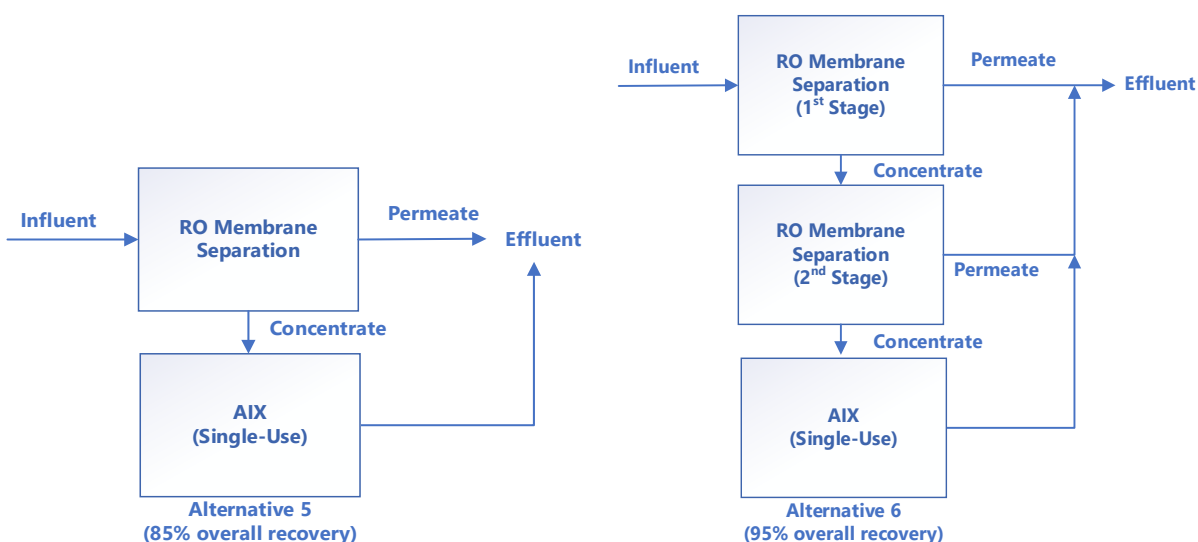 Influent
RO Membrane
Separation
Permeate
Effluent
Concentrate
AIX
(Single-Use)
Alternative 5
(85% overall recovery)
Influent
RO Membrane
Separation
(1st Stage)
Permeate
Effluent
Concentrate
RO Membrane
Separation
(2nd Stage)
Permeate
Concentrate
AIX
(Single-Use)
Alternative 6
(95% overall recovery)